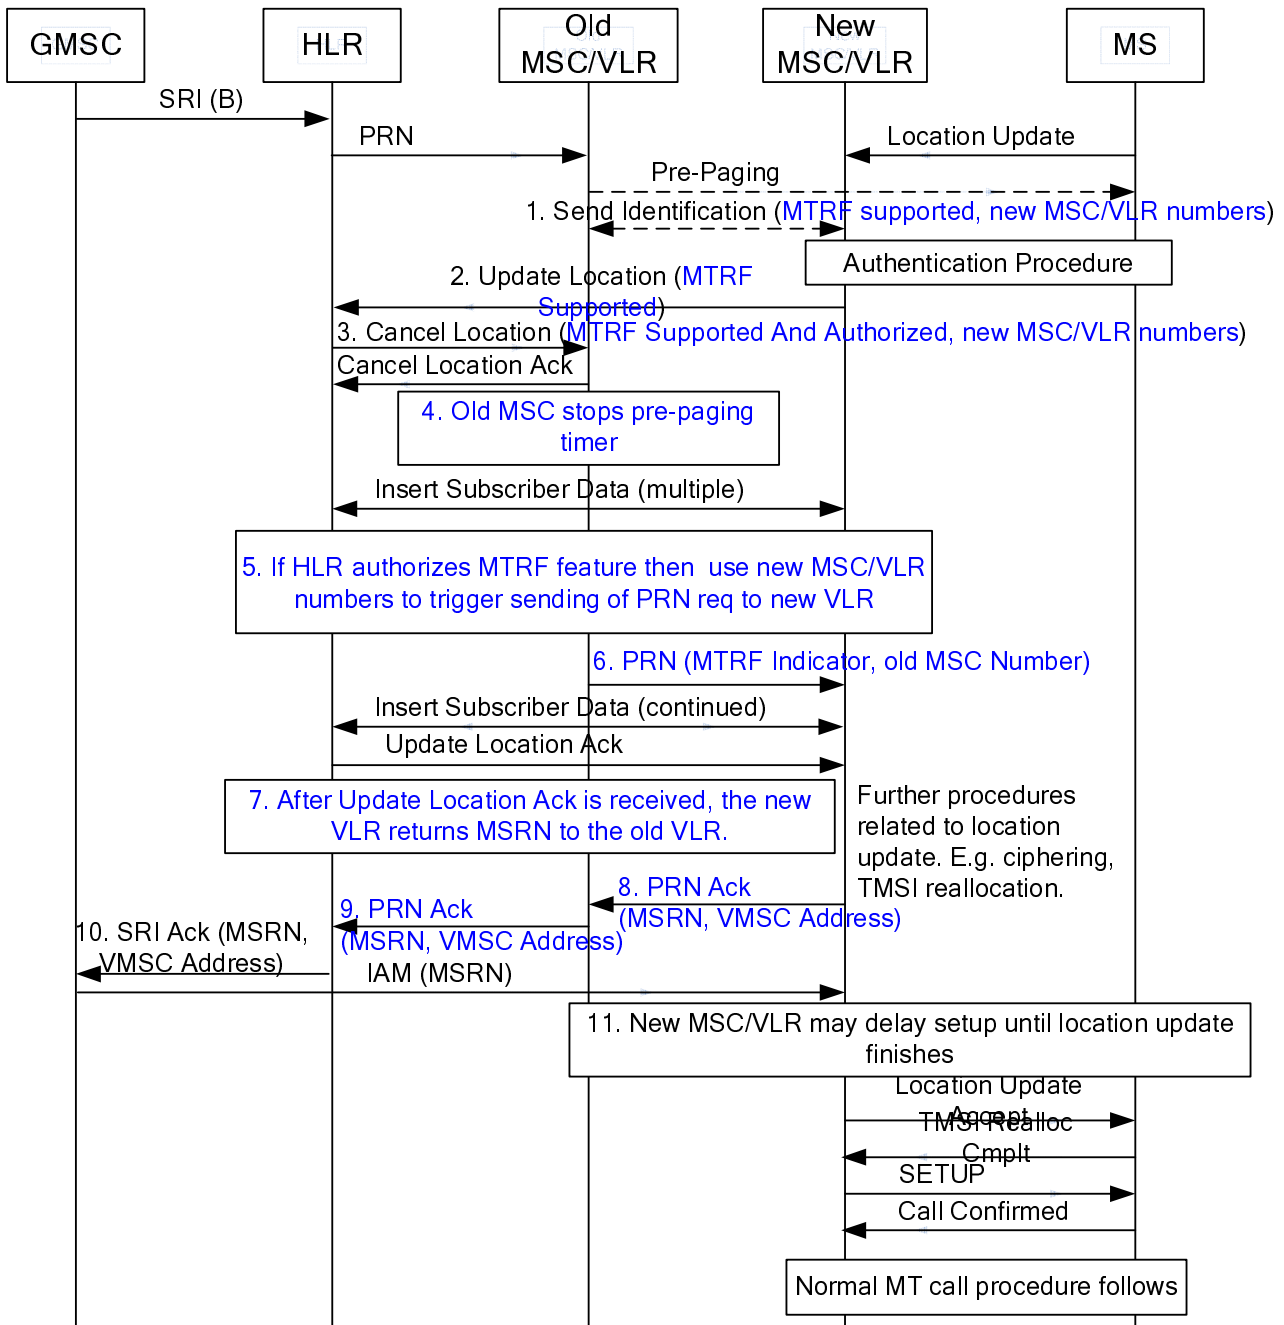 GMSC
HLR
Old
MSC/VLR
New
MSC/VLR
MS
SRI (B)
PRN
Location Update
Pre-Paging
1. Send Identification (MTRF supported, new MSC/VLR numbers)
Authentication Procedure
2. Update Location (MTRF
Supported)
3. Cancel Location (MTRF Supported And Authorized, new MSC/VLR numbers)
Cancel Location Ack
4. Old MSC stops pre-paging
timer
Insert Subscriber Data (multiple)
5. If HLR authorizes MTRF feature then  use new MSC/VLR
numbers to trigger sending of PRN req to new VLR
6. PRN (MTRF Indicator, old MSC Number)
Insert Subscriber Data (continued)
Update Location Ack
7. After Update Location Ack is received, the new
VLR returns MSRN to the old VLR.
Further procedures
related to location
update. E.g. ciphering,
TMSI reallocation.
8. PRN Ack
(MSRN, VMSC Address)
9. PRN Ack
(MSRN, VMSC Address)
10. SRI Ack (MSRN,
VMSC Address)
IAM (MSRN)
11. New MSC/VLR may delay setup until location update
finishes
Location Update
Accept
TMSI Realloc
Cmplt
SETUP
Call Confirmed
Normal MT call procedure follows